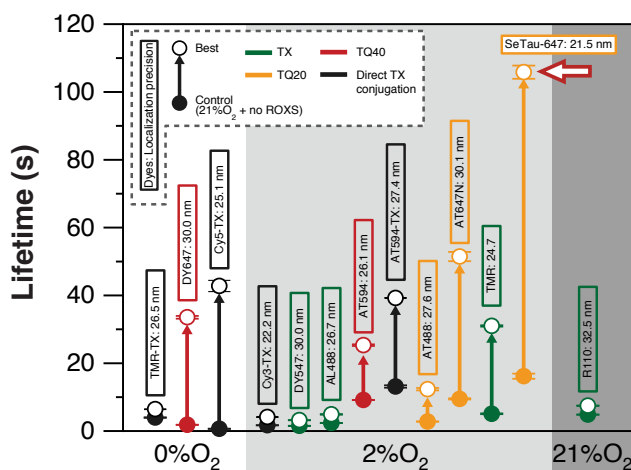 Lifetime (s)
120
100
80
60
40
20
0
Dyes: Localization precision
Best
Control
(21%O₂ + no ROXS)
TX
TQ40
TQ20
Direct TX
conjugation
SeTau-647: 21.5 nm
TMR-TX: 26.5 nm
DY647: 30.0 nm
Cy5-TX: 25.1 nm
Cy3-TX: 22.2 nm
DY547: 30.0 nm
AL488: 26.7 nm
AT594: 26.1 nm
AT594-TX: 27.4 nm
AT488: 27.6 nm
AT647N: 30.1 nm
TMR: 24.7
R110: 32.5 nm
0%O₂
2%O₂
21%O₂